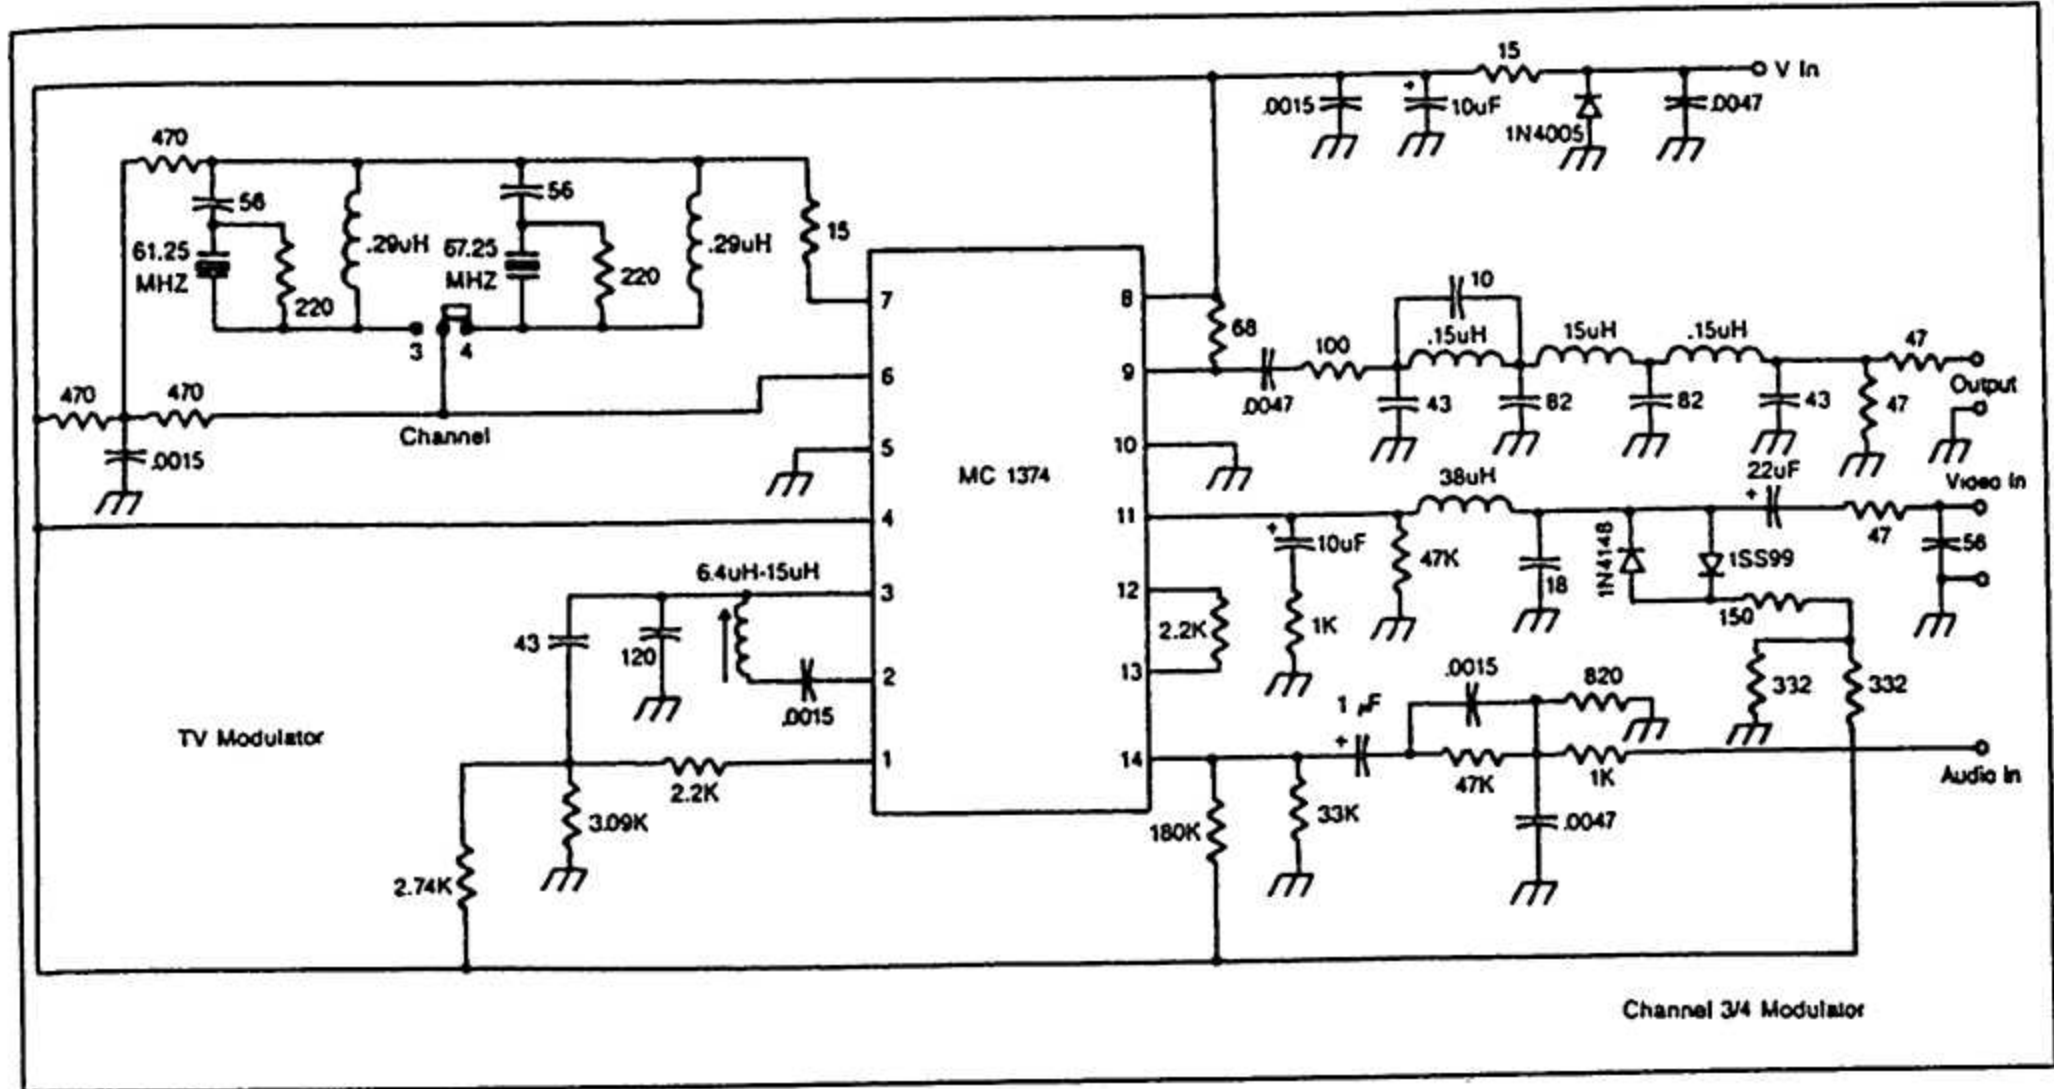 15
V In
.0015
10uF
1N4005
.0047
470
56
56
61.25
MHZ
220
.29uH
67.25
MHZ
220
.29uH
15
3
4
470
470
Channel
.0015
7
6
5
4
3
2
1
MC 1374
8
9
10
11
12
13
14
68
.0047
100
10
.15uH
15uH
.15uH
47
43
82
82
43
47
Output
38uH
22uF
Video In
10uF
47K
18
1N4148
1SS99
47
56
1K
150
2.2K
332
332
6.4uH-15uH
43
120
.0015
2.2K
3.09K
2.74K
TV Modulator
.0015
820
1 µF
47K
1K
Audio In
180K
33K
.0047
Channel 3/4 Modulator